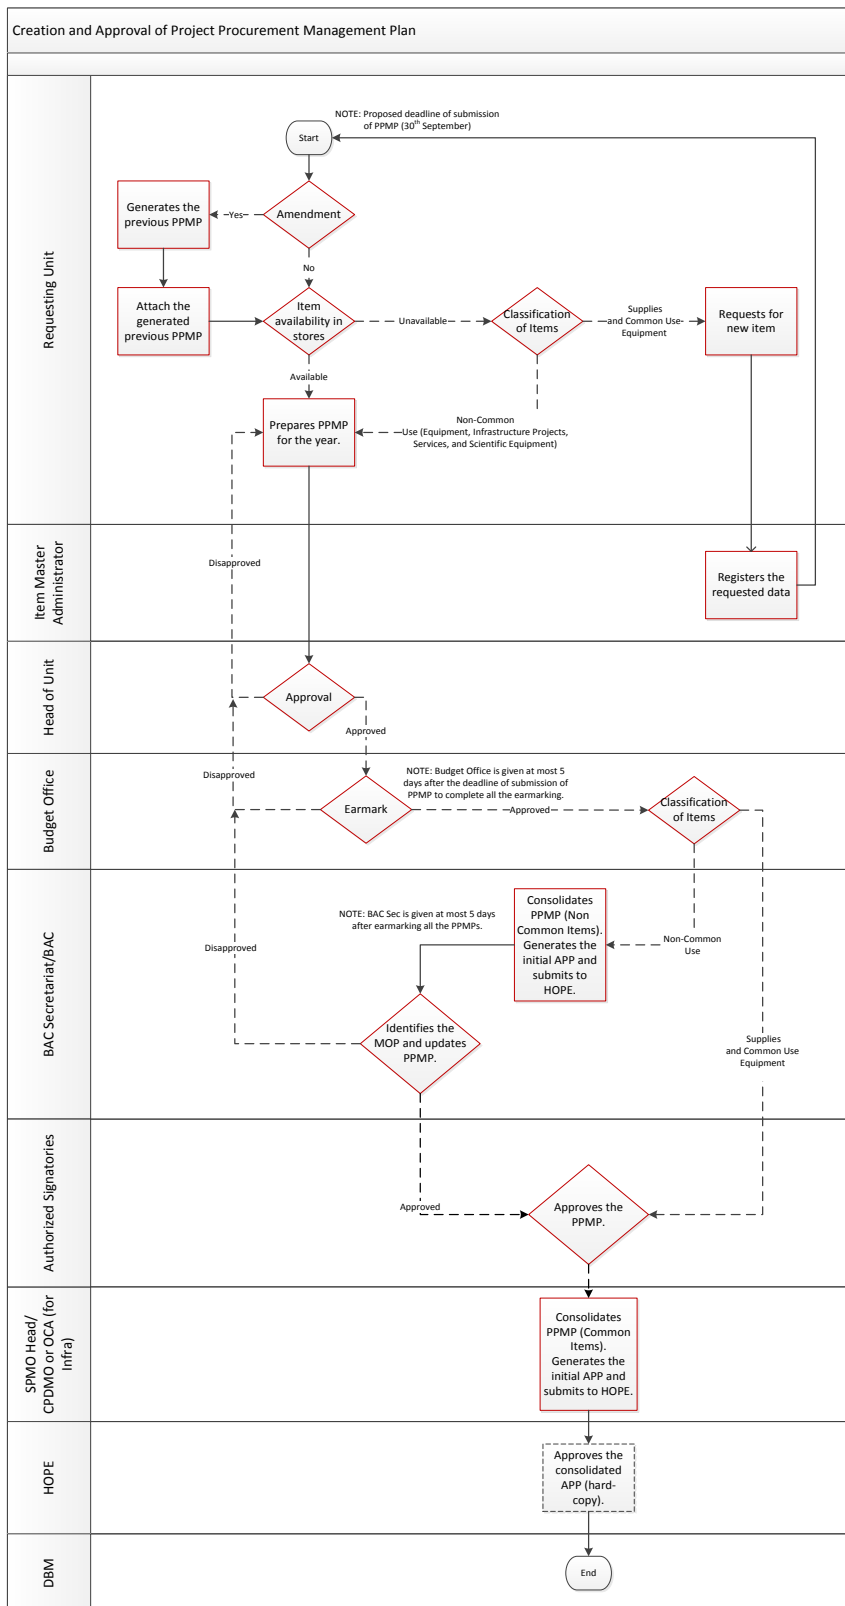 Creation and Approval of Project Procurement Management Plan
Requesting Unit
NOTE: Proposed deadline of submission
of PPMP (30th September)
Start
Amendment
Yes
Generates the
previous PPMP
No
Attach the
generated
previous PPMP
Item
availability in
stores
Unavailable
Classification
of Items
Supplies
and Common Use
Equipment
Requests for
new item
Available
Prepares PPMP
for the year.
Non-Common
Use (Equipment, Infrastructure Projects,
Services, and Scientific Equipment)
Item Master
Administrator
Disapproved
Registers the
requested data
Head of Unit
Approval
Approved
Budget Office
Disapproved
NOTE: Budget Office is given at most 5
days after the deadline of submission of
PPMP to complete all the earmarking.
Earmark
Approved
Classification
of Items
BAC Secretariat/BAC
NOTE: BAC Sec is given at most 5 days
after earmarking all the PPMPs.
Consolidates
PPMP (Non
Common Items).
Generates the
initial APP and
submits to
HOPE.
Non-Common
Use
Disapproved
Identifies the
MOP and updates
PPMP.
Supplies
and Common Use
Equipment
Authorized Signatories
Approved
Approves the
PPMP.
SPMO Head/
CPDMO or OCA (for
Infra)
Consolidates
PPMP (Common
Items).
Generates the
initial APP and
submits to HOPE.
HOPE
Approves the
consolidated
APP (hard-
copy).
DBM
End